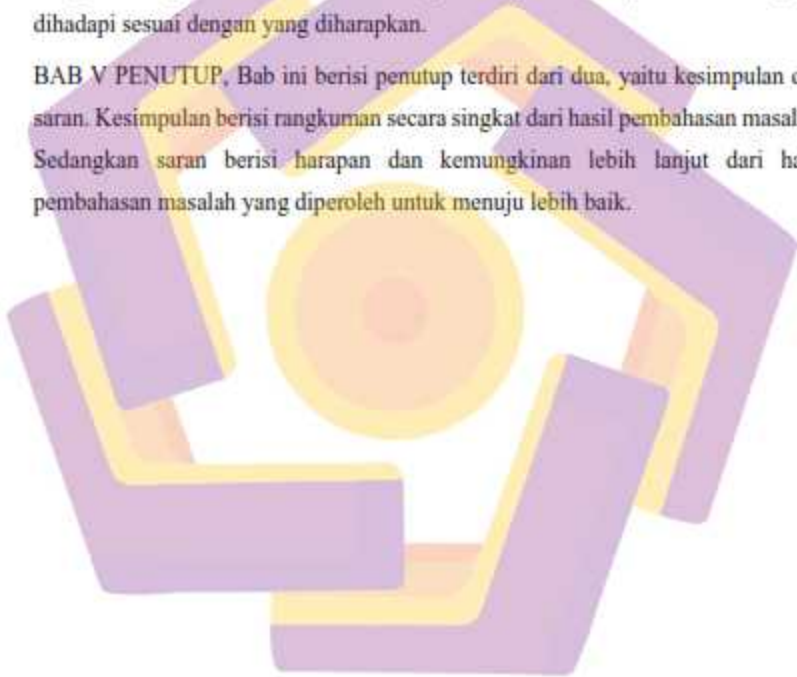 dihadapi sesuai dengan yang diharapkan.
BAB V PENUTUP, Bab ini berisi penutup terdiri dari dua, yaitu kesimpulan
saran. Kesimpulan berisi rangkuman secara singkat dari hasil pembahasan
Sedangkan saran berisi harapan dan kemungkinan lebih lanjut dari
pembahasan masalah yang diperoleh untuk menuju lebih baik.